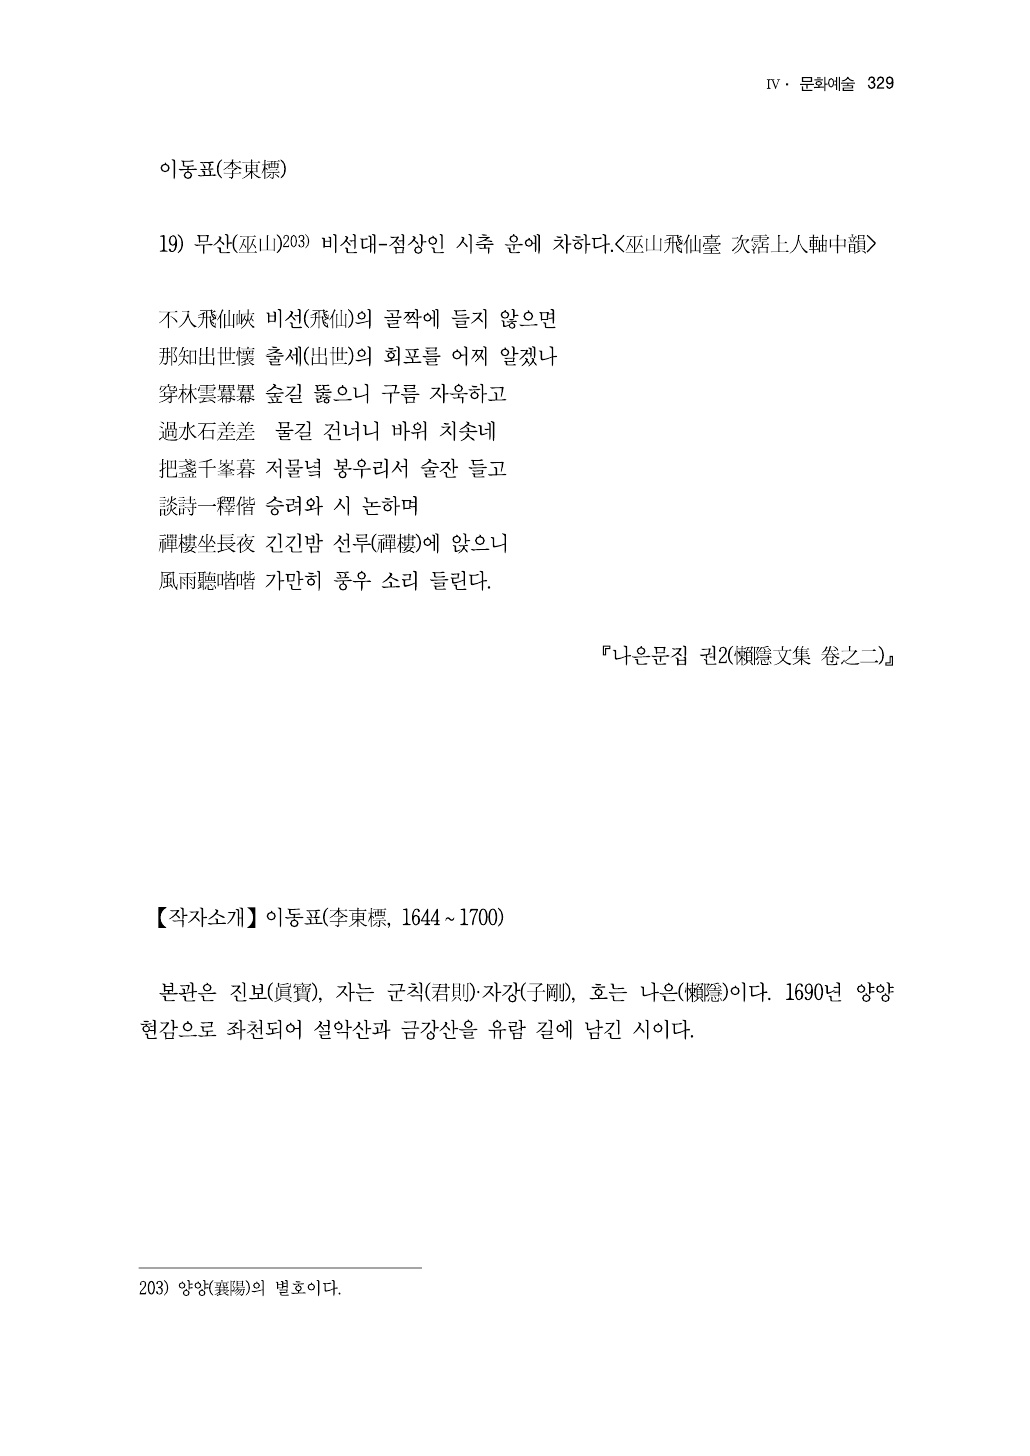 Ⅳ · 문화예술 329
이동표(李東標)
19) 무산(巫山)203) 비선대-점상인 시축 운에 차하다.<巫山飛仙臺 次霑上人軸中韻>
不入飛仙峽 비선(飛仙)의 골짝에 들지 않으면
那知出世懷 출세(出世)의 회포를 어찌 알겠나
穿林雲羃羃 숲길 뚫으니 구름 자욱하고
過水石差差 물길 건너니 바위 치솟네
把盞千峯暮 저물녘 봉우리서 술잔 들고
談詩一釋偕 승려와 시 논하며
禪樓坐長夜 긴긴밤 선루(禪樓)에 앉으니
風雨聽喈喈 가만히 풍우 소리 들린다.
『나은문집 권2(懶隱文集 卷之二)』
【작자소개】 이동표(李東標, 1644～1700)
본관은 진보(眞寶), 자는 군칙(君則)·자강(子剛), 호는 나은(懶隱)이다. 1690년 양양
현감으로 좌천되어 설악산과 금강산을 유람 길에 남긴 시이다.
203) 양양(襄陽)의 별호이다.